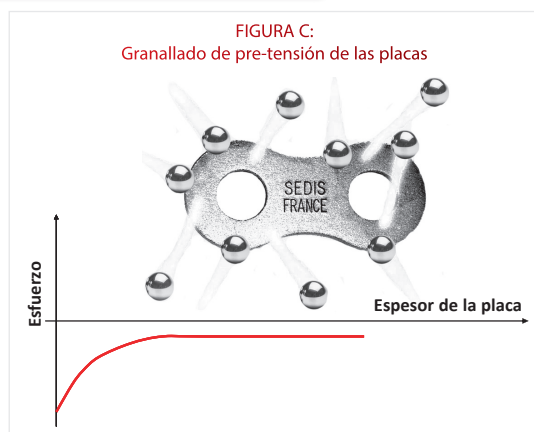 FIGURA C:
Granallado de pre-tensión de las placas
SEDIS
FRANCE
Esfuerzo
Espesor de la placa